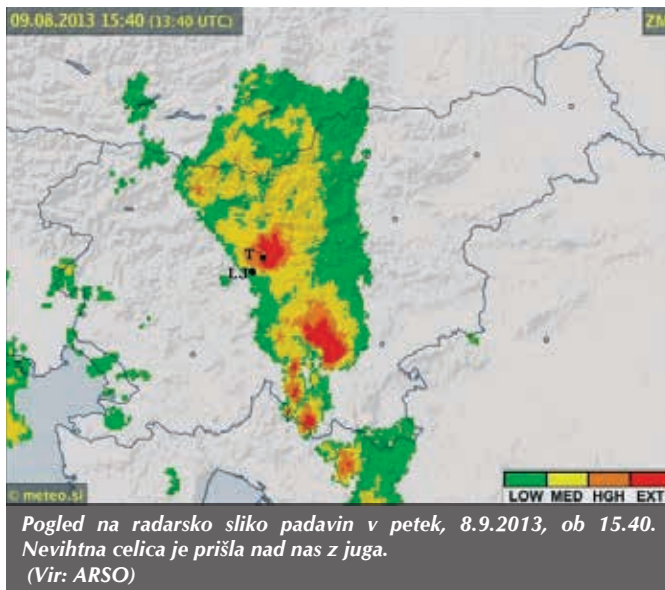 09.08.2013 15:40 (13:40 UTC)
ZM
T
LJ
© meteo.si
LOW MED HGH EXT
Pogled na radarsko sliko padavin v petek, 8.9.2013, ob 15.40.
Nevihtna celica je prišla nad nas z juga.
(Vir: ARSO)